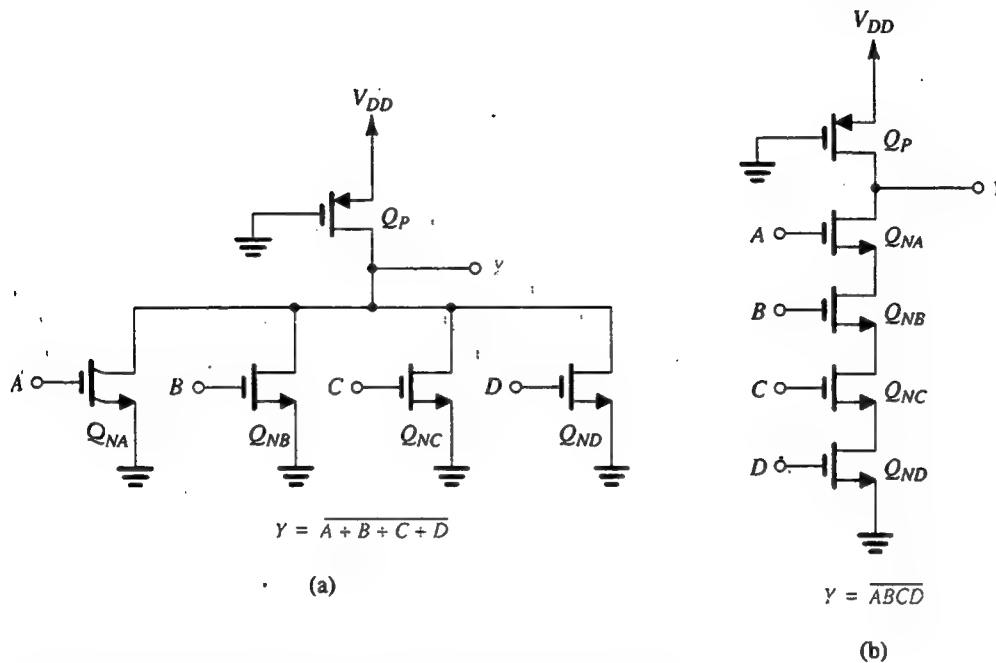 V_DD
Q_P
Y
A
Q_NA
B
Q_NB
C
Q_NC
D
Q_ND
Y = \overline{A + B + C + D}
(a)
V_DD
Q_P
Y
A
Q_NA
B
Q_NB
C
Q_NC
D
Q_ND
Y = \overline{ABCD}
(b)